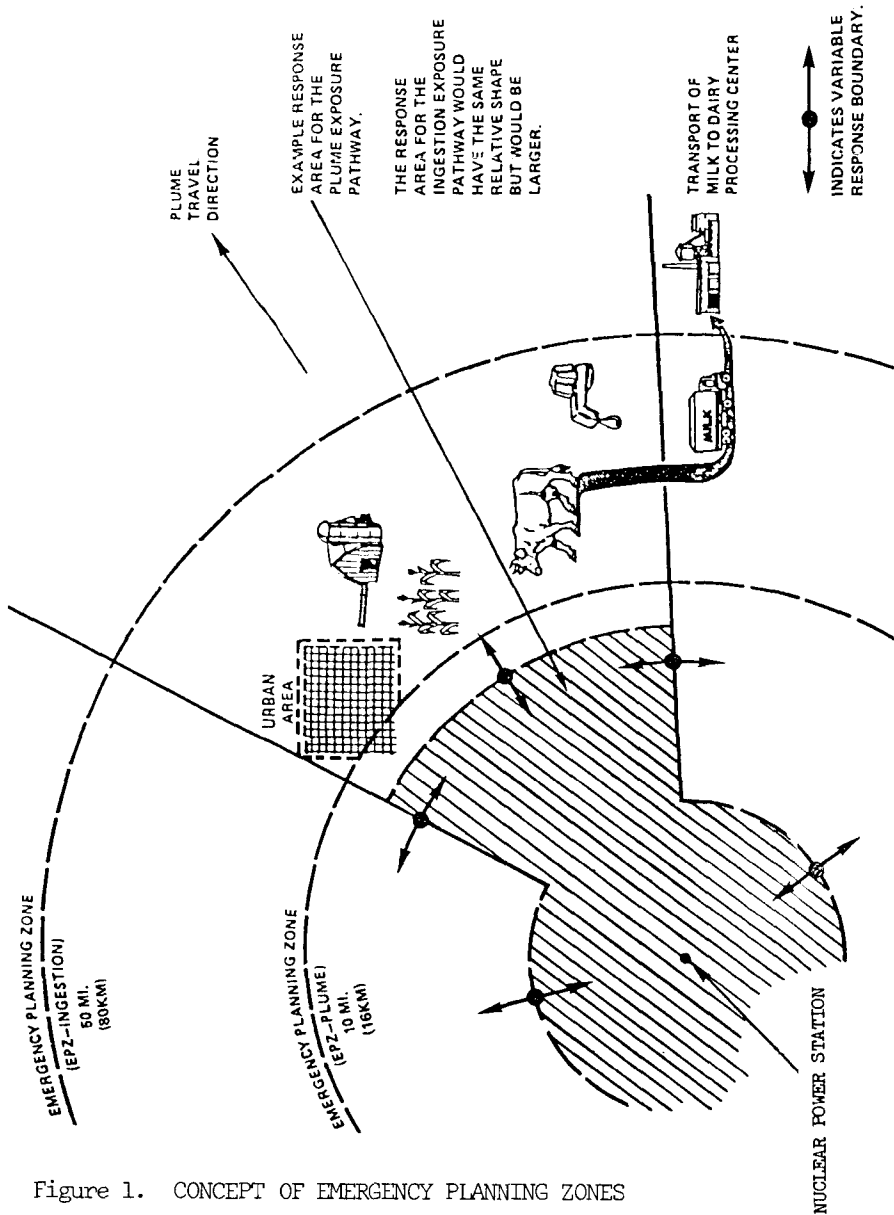 EMERGENCY PLANNING ZONE
(EPZ–INGESTION)
50 MI.
(80KM)
EMERGENCY PLANNING ZONE
(EPZ–PLUME)
10 MI.
(16KM)
URBAN
AREA
PLUME
TRAVEL
DIRECTION
EXAMPLE RESPONSE
AREA FOR THE
PLUME EXPOSURE
PATHWAY.
THE RESPONSE
AREA FOR THE
INGESTION EXPOSURE
PATHWAY WOULD
HAVE THE SAME
RELATIVE SHAPE
BUT WOULD BE
LARGER.
MILK
TRANSPORT OF
MILK TO DAIRY
PROCESSING CENTER
INDICATES VARIABLE
RESPONSE BOUNDARY.
NUCLEAR POWER STATION
Figure 1. CONCEPT OF EMERGENCY PLANNING ZONES